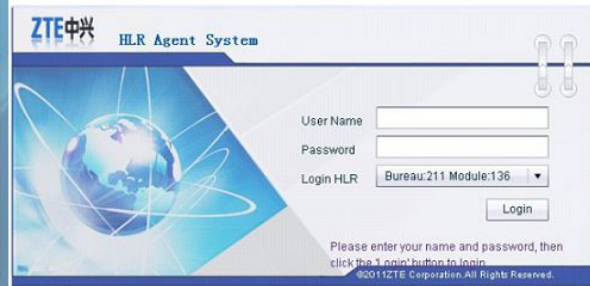 ZTE中兴
HLR Agent System
User Name
Password
Login HLR Bureau:211 Module:136
Login
Please enter your name and password, then
click the 'Login' button to login
©2011ZTE Corporation.All Rights Reserved.